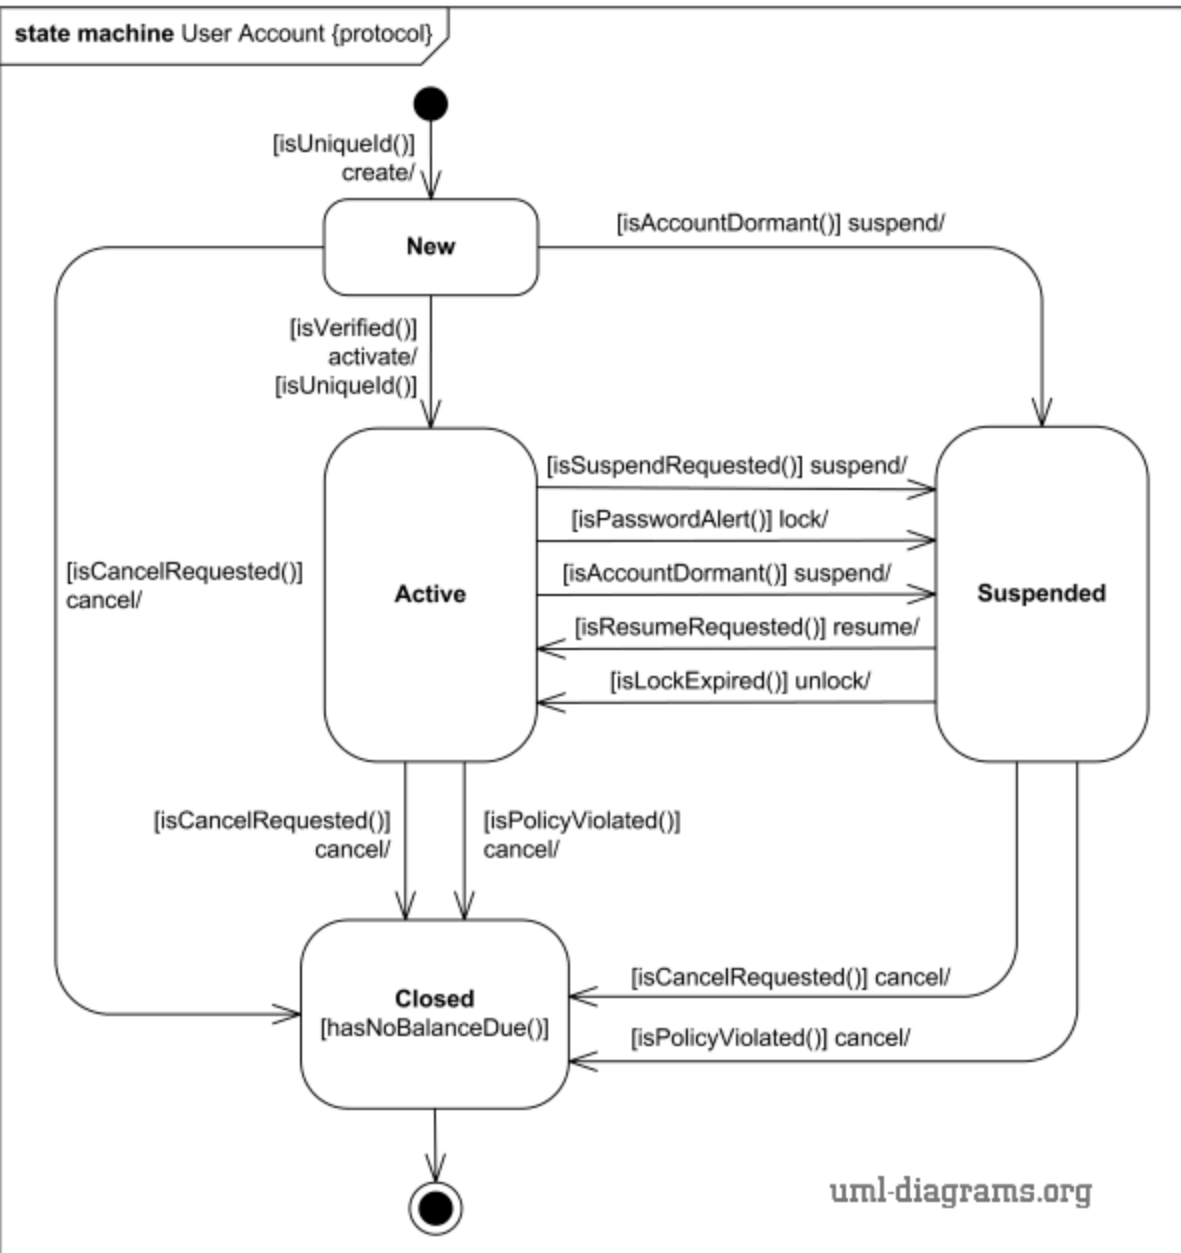 state machine User Account {protocol}
[isUniqueId()]
create/
New
[isAccountDormant()] suspend/
[isVerified()]
activate/
[isUniqueId()]
[isSuspendRequested()] suspend/
[isPasswordAlert()] lock/
[isCancelRequested()]
cancel/
Active
[isAccountDormant()] suspend/
Suspended
[isResumeRequested()] resume/
[isLockExpired()] unlock/
[isCancelRequested()]
cancel/
[isPolicyViolated()]
cancel/
Closed
[hasNoBalanceDue()]
[isCancelRequested()] cancel/
[isPolicyViolated()] cancel/
uml-diagrams.org